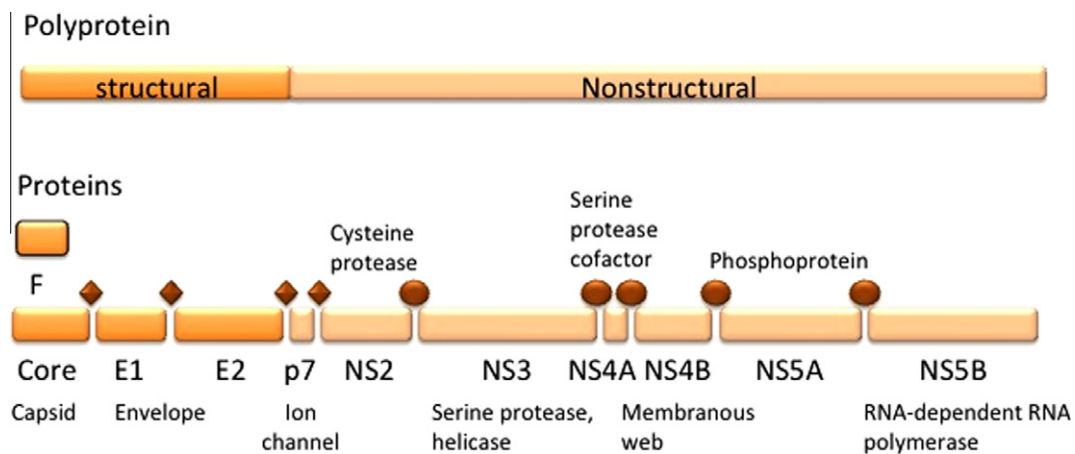 Polyprotein
structural
Nonstructural
Proteins
F
Cysteine
protease
Serine
protease
cofactor
Phosphoprotein
Core
E1
E2
p7
NS2
NS3
NS4A
NS4B
NS5A
NS5B
Capsid
Envelope
Ion
channel
Serine protease,
helicase
Membranous
web
RNA-dependent RNA
polymerase